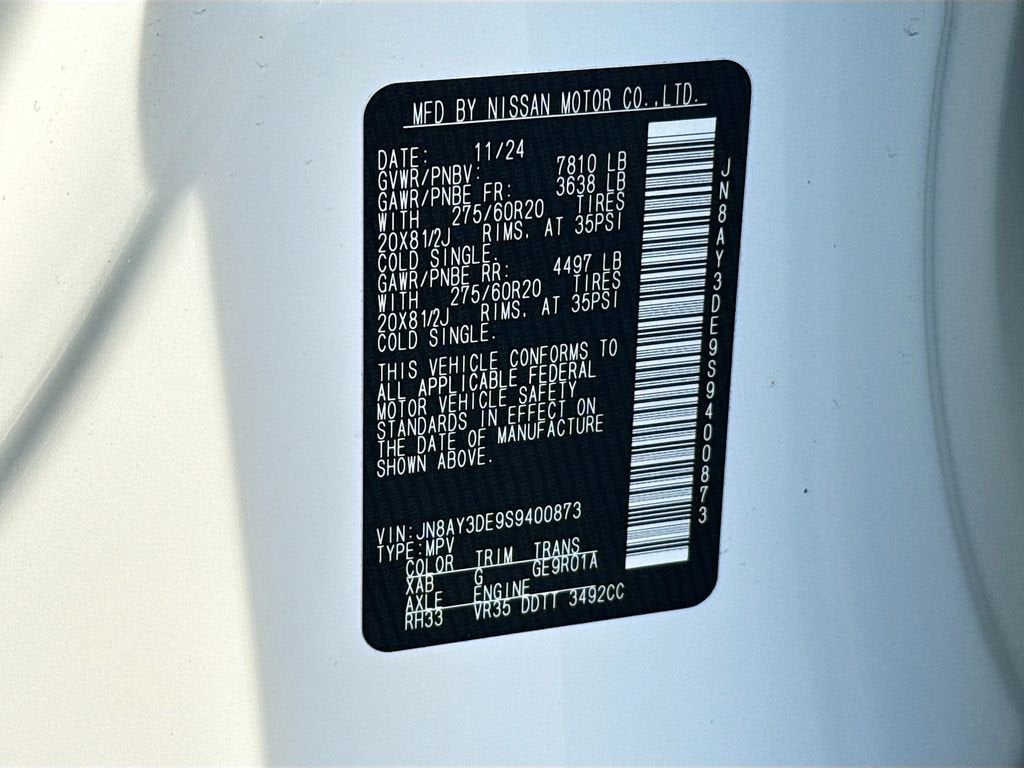 MFD BY NISSAN MOTOR CO.,LTD.
DATE: 11/24
GVWR/PNBV: 7810 LB
GAWR/PNBE FR: 3638 LB
WITH 275/60R20 TIRES
20X81/2J RIMS, AT 35PSI
COLD SINGLE.
GAWR/PNBE RR: 4497 LB
WITH 275/60R20 TIRES
20X81/2J RIMS, AT 35PSI
COLD SINGLE.
THIS VEHICLE CONFORMS TO
ALL APPLICABLE FEDERAL
MOTOR VEHICLE SAFETY
STANDARDS IN EFFECT ON
THE DATE OF MANUFACTURE
SHOWN ABOVE.
VIN:JN8AY3DE9S9400873
TYPE:MPV
COLOR TRIM TRANS
XAB G GE9R01A
AXLE ENGINE
RH33 VR35 DDTT 3492CC
JN8AY3DE9S9400873